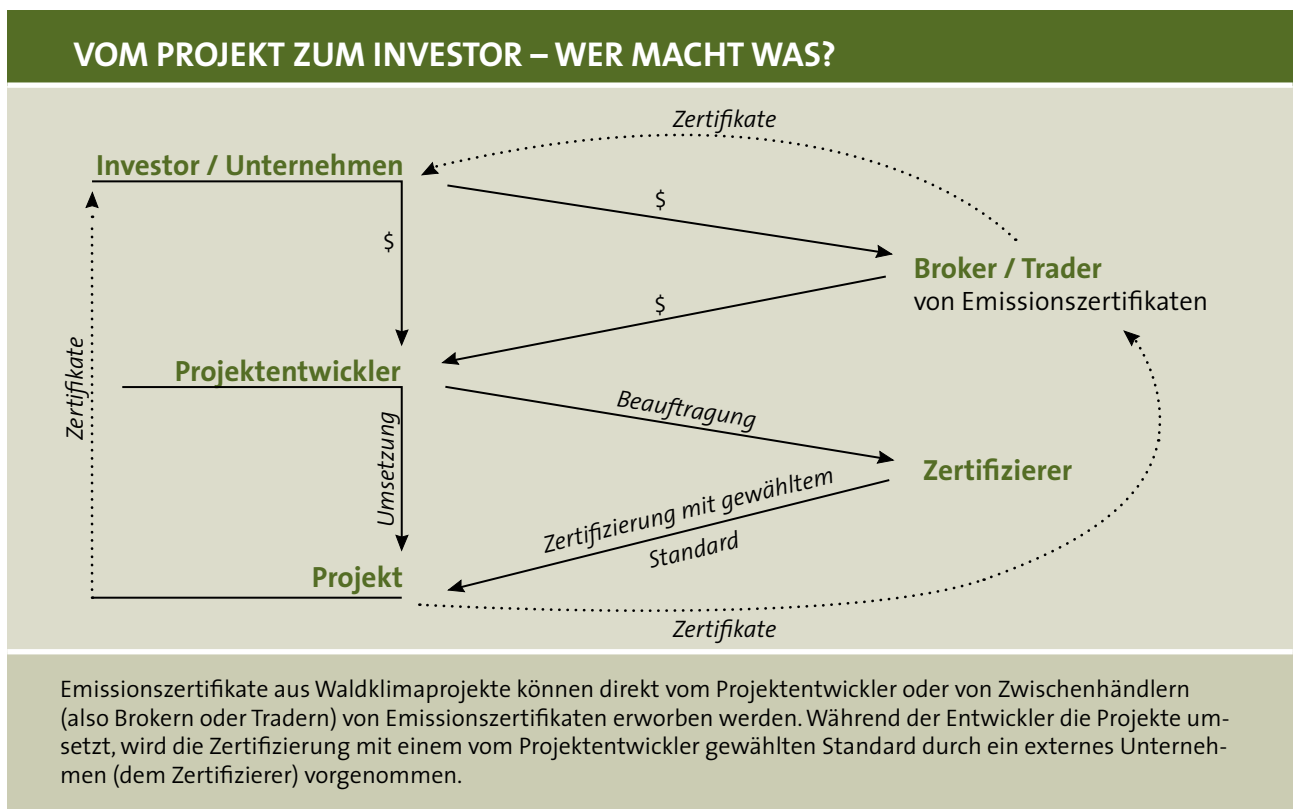 VOM PROJEKT ZUM INVESTOR – WER MACHT WAS?
Zertifikate
Investor / Unternehmen
$
$
Broker / Trader
von Emissionszertifikaten
$
Zertifikate
Projektentwickler
Beauftragung
Umsetzung
Zertifizierer
Zertifizierung mit gewähltem
Standard
Projekt
Zertifikate
Emissionszertifikate aus Waldklimaprojekte können direkt vom Projektentwickler oder von Zwischenhändlern
(also Brokern oder Tradern) von Emissionszertifikaten erworben werden. Während der Entwickler die Projekte um-
setzt, wird die Zertifizierung mit einem vom Projektentwickler gewählten Standard durch ein externes Unterneh-
men (dem Zertifizierer) vorgenommen.